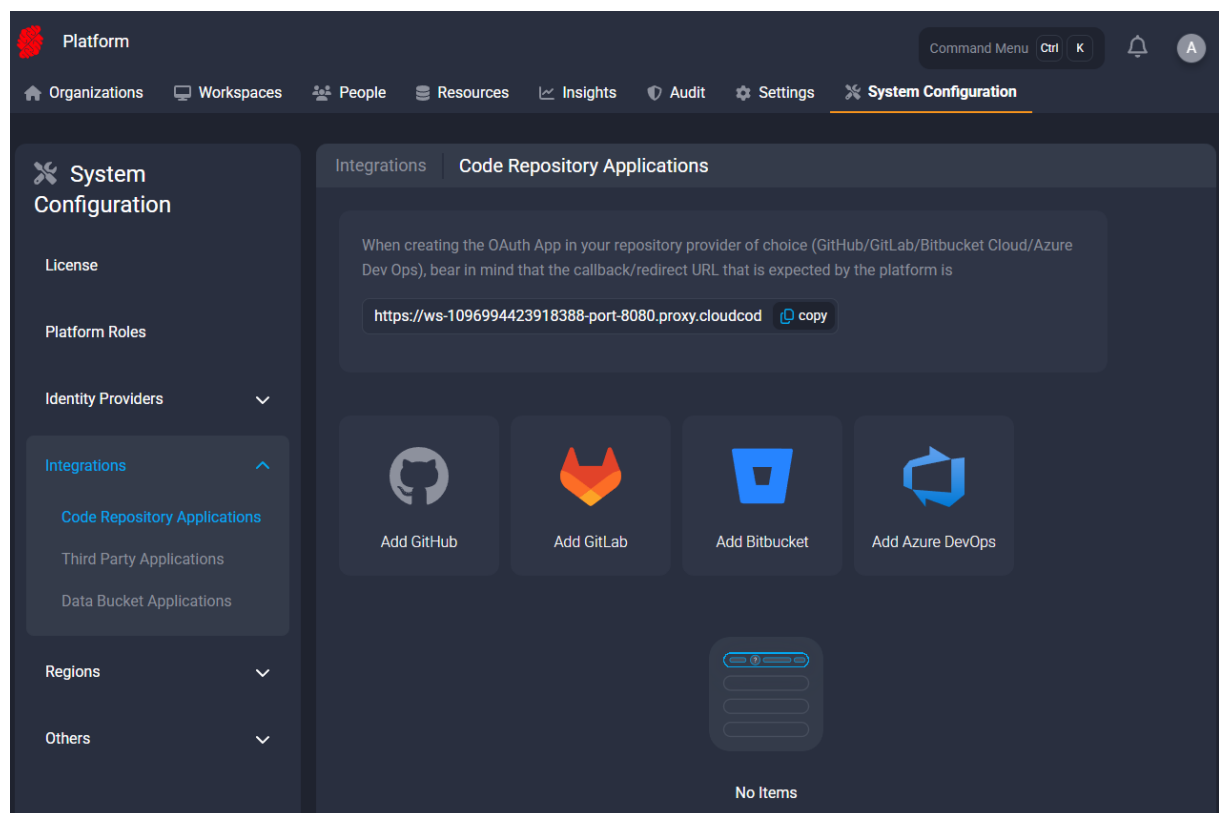 Platform
Command Menu Ctrl K
A
Organizations
Workspaces
People
Resources
Insights
Audit
Settings
System Configuration
System
Configuration
License
Platform Roles
Identity Providers
Integrations
Code Repository Applications
Third Party Applications
Data Bucket Applications
Regions
Others
Integrations
Code Repository Applications
When creating the OAuth App in your repository provider of choice (GitHub/GitLab/Bitbucket Cloud/Azure
Dev Ops), bear in mind that the callback/redirect URL that is expected by the platform is
https://ws-1096994423918388-port-8080.proxy.cloudcod
copy
Add GitHub
Add GitLab
Add Bitbucket
Add Azure DevOps
No Items